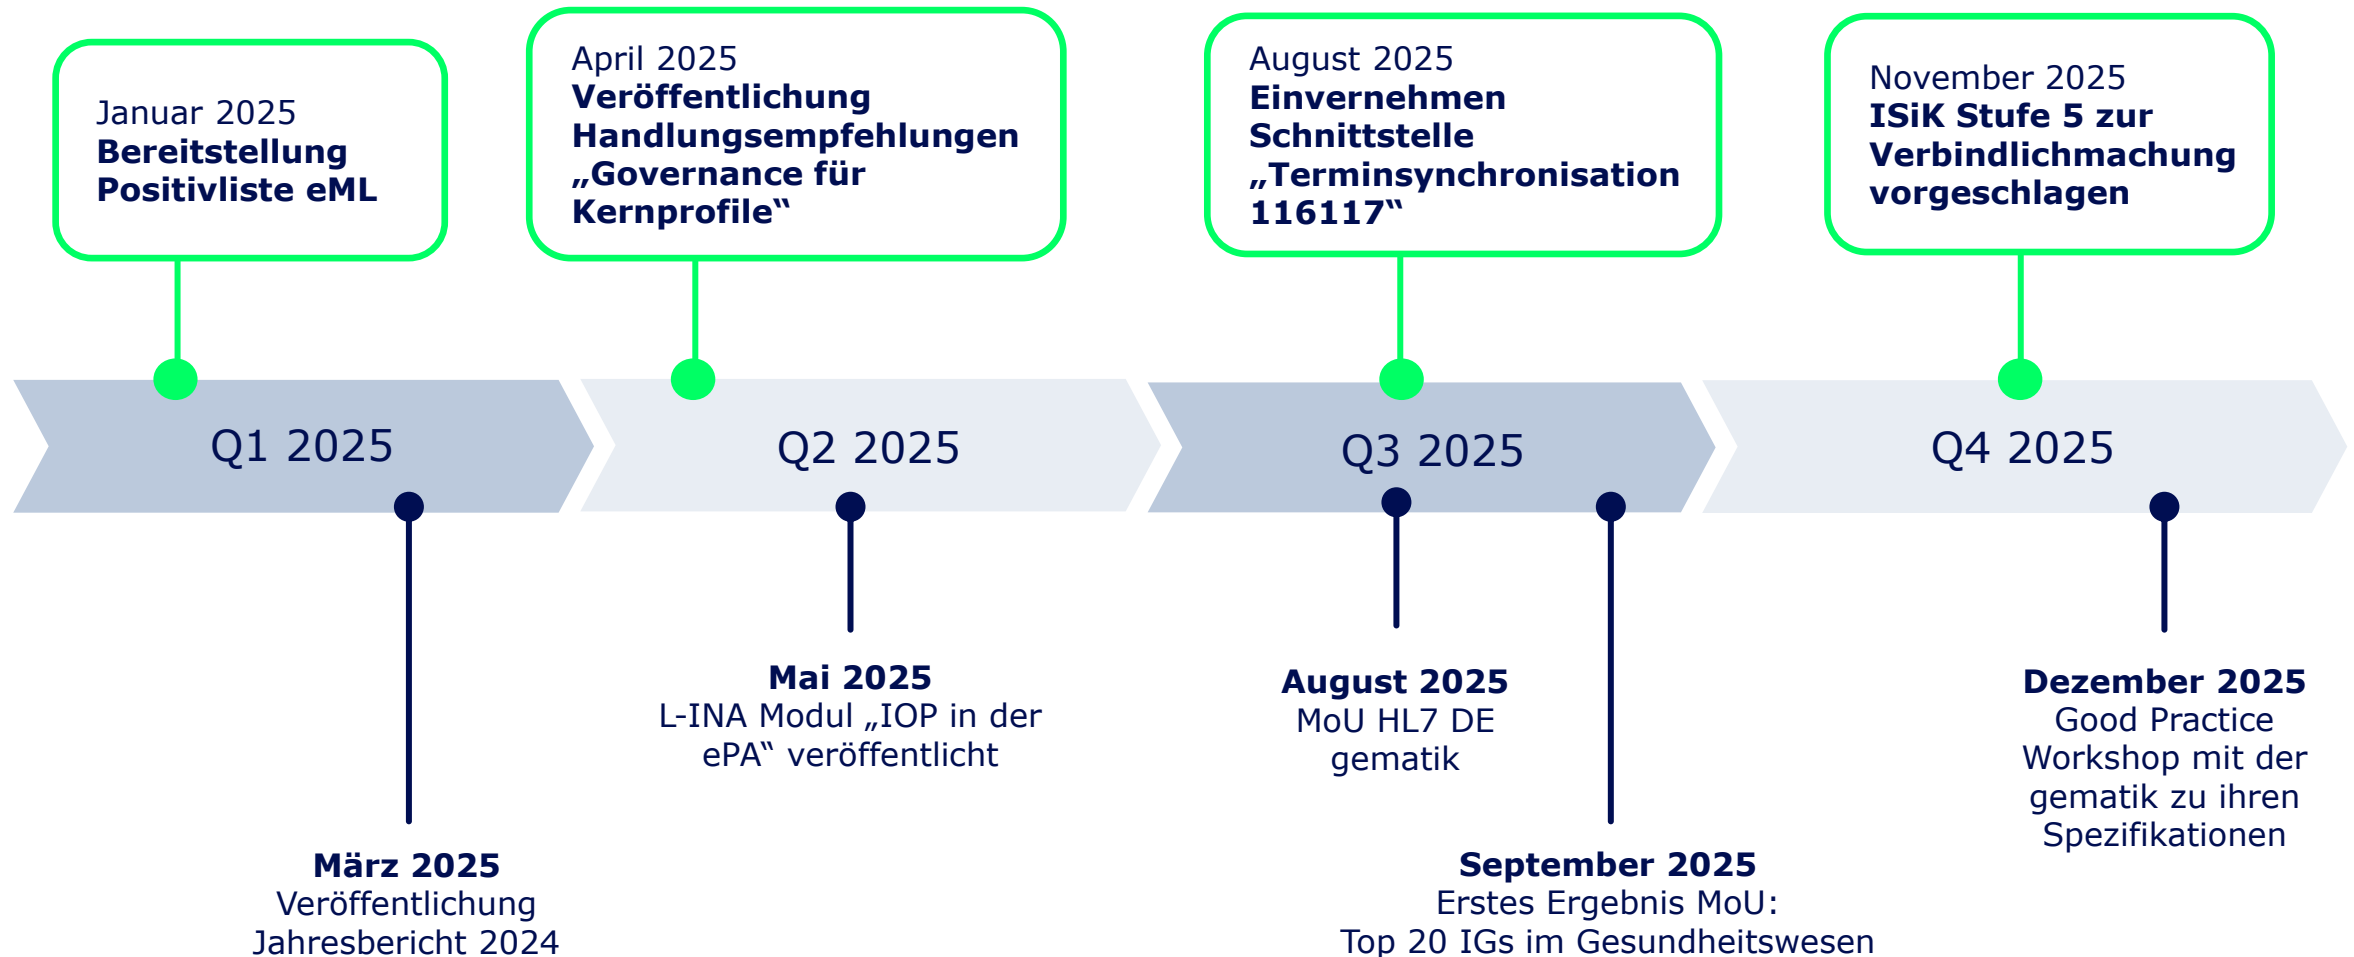 Januar 2025
Bereitstellung
Positivliste eML
April 2025
Veröffentlichung
Handlungsempfehlungen
„Governance für
Kernprofile“
August 2025
Einvernehmen
Schnittstelle
„Terminsynchronisation
116117“
November 2025
ISiK Stufe 5 zur
Verbindlichmachung
vorgeschlagen
Q1 2025
Q2 2025
Q3 2025
Q4 2025
März 2025
Veröffentlichung
Jahresbericht 2024
Mai 2025
L-INA Modul „IOP in der
ePA“ veröffentlicht
August 2025
MoU HL7 DE
gematik
September 2025
Erstes Ergebnis MoU:
Top 20 IGs im Gesundheitswesen
Dezember 2025
Good Practice
Workshop mit der
gematik zu ihren
Spezifikationen